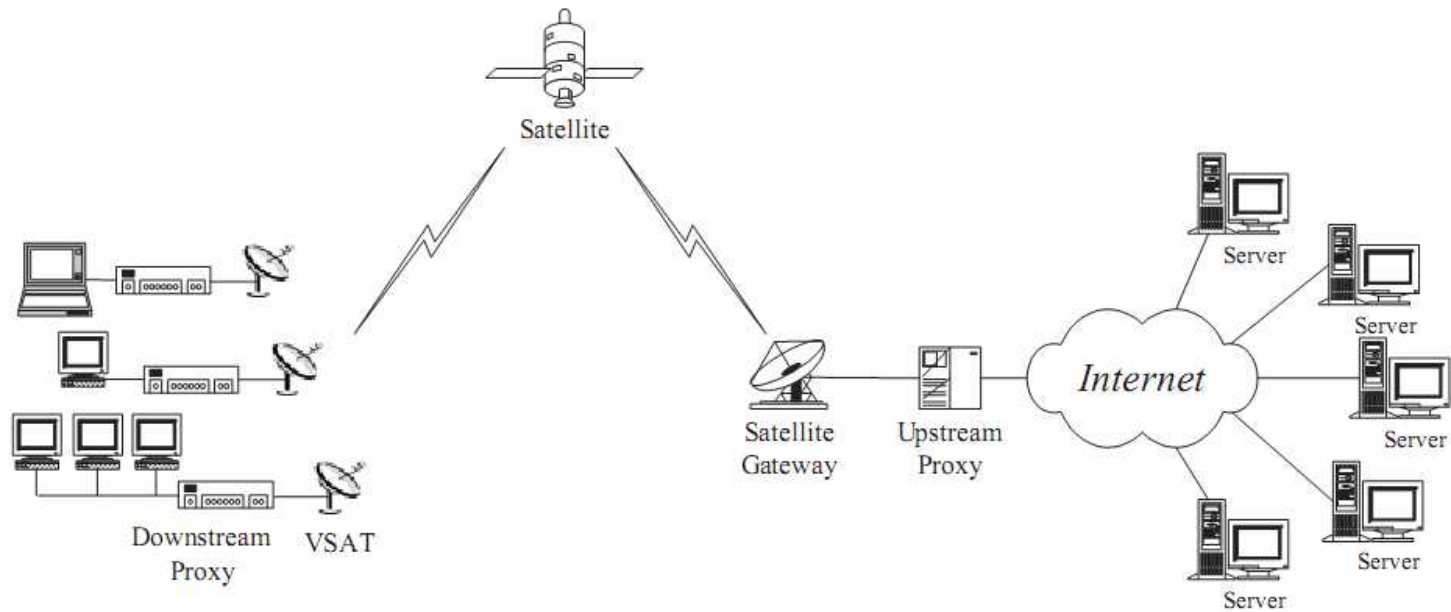 Satellite
Server
Server
Internet
Server
Satellite
Gateway
Upstream
Proxy
Downstream
Proxy
VSAT
Server
Server